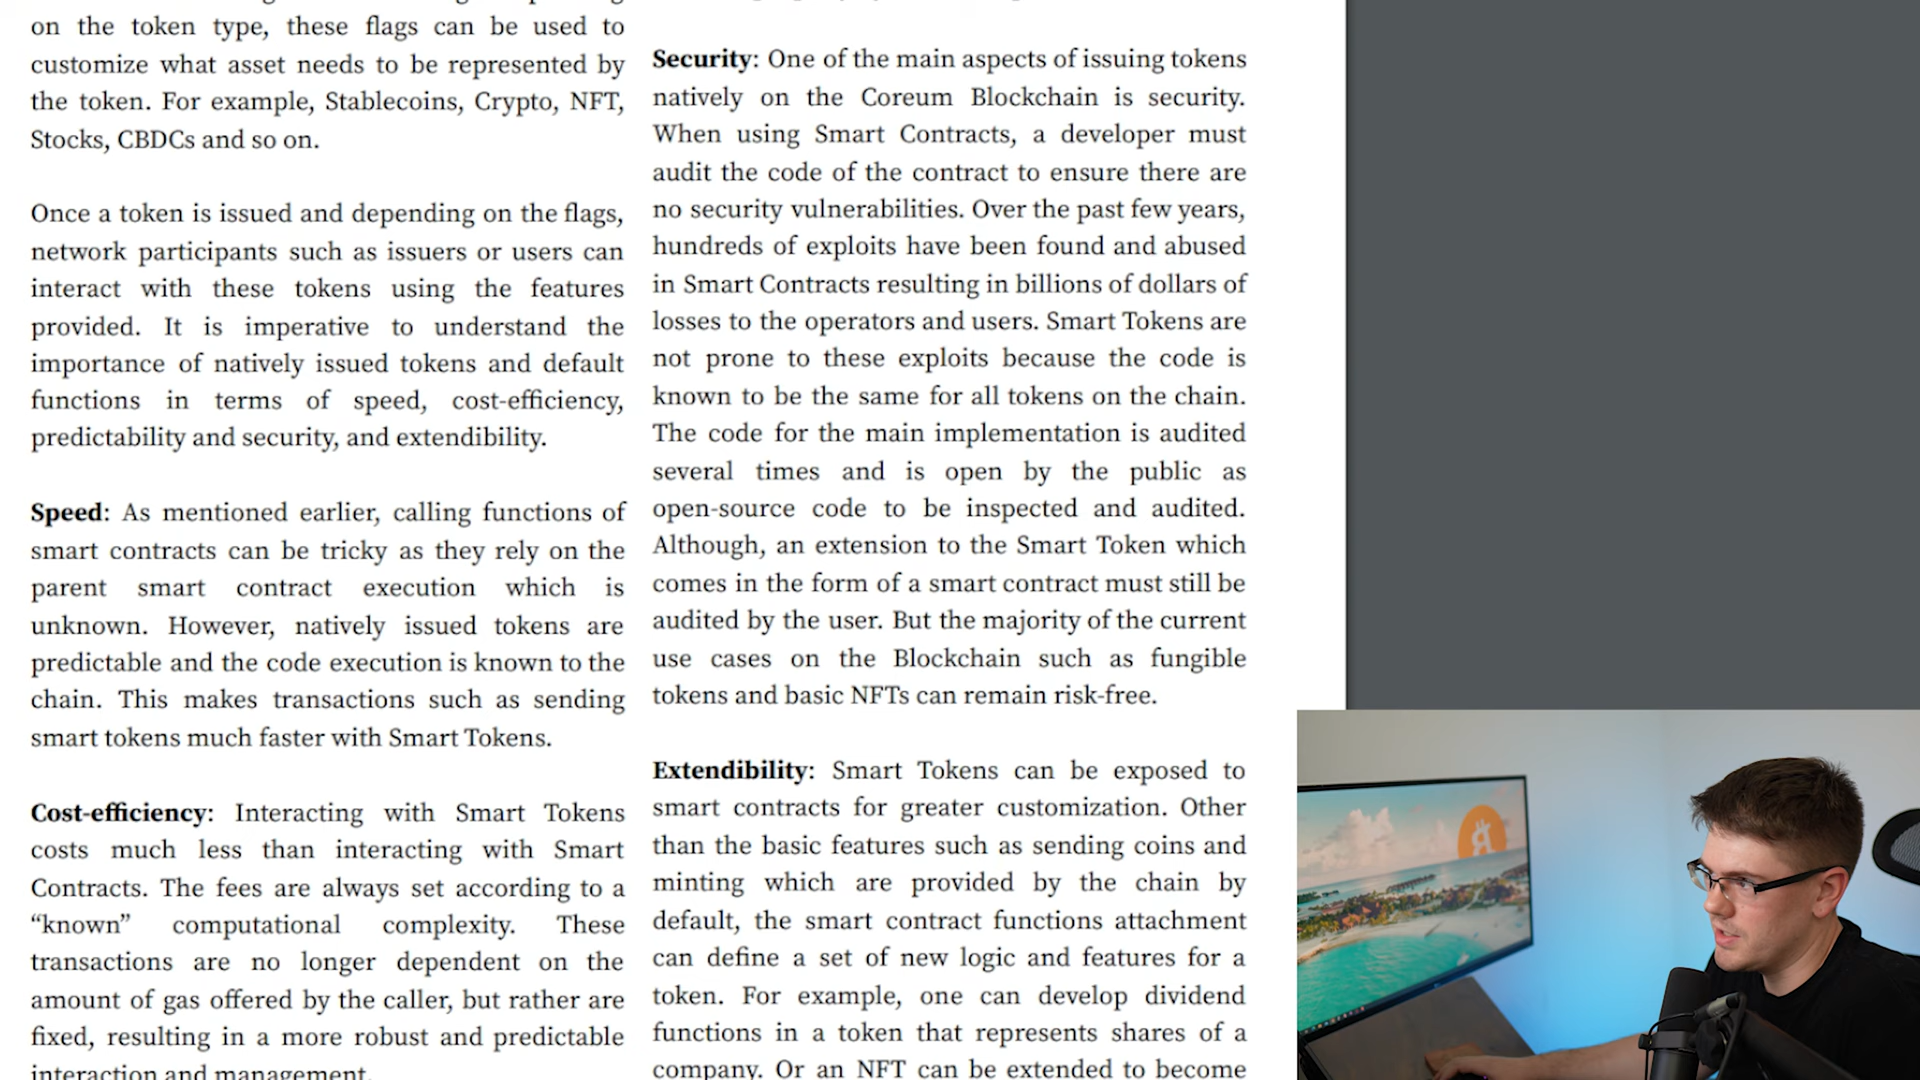 on the token type, these flags can be used to
customize what asset needs to be represented by
the token. For example, Stablecoins, Crypto, NFT,
Stocks, CBDCs and so on.
Once a token is issued and depending on the flags,
network participants such as issuers or users can
interact with these tokens using the features
provided. It is imperative to understand the
importance of natively issued tokens and default
functions in terms of speed, cost-efficiency,
predictability and security, and extendibility.
Speed: As mentioned earlier, calling functions of
smart contracts can be tricky as they rely on the
parent smart contract execution which is
unknown. However, natively issued tokens are
predictable and the code execution is known to the
chain. This makes transactions such as sending
smart tokens much faster with Smart Tokens.
Cost-efficiency: Interacting with Smart Tokens
costs much less than interacting with Smart
Contracts. The fees are always set according to a
“known” computational complexity. These
transactions are no longer dependent on the
amount of gas offered by the caller, but rather are
fixed, resulting in a more robust and predictable
interaction and management.
Security: One of the main aspects of issuing tokens
natively on the Coreum Blockchain is security.
When using Smart Contracts, a developer must
audit the code of the contract to ensure there are
no security vulnerabilities. Over the past few years,
hundreds of exploits have been found and abused
in Smart Contracts resulting in billions of dollars of
losses to the operators and users. Smart Tokens are
not prone to these exploits because the code is
known to be the same for all tokens on the chain.
The code for the main implementation is audited
several times and is open by the public as
open-source code to be inspected and audited.
Although, an extension to the Smart Token which
comes in the form of a smart contract must still be
audited by the user. But the majority of the current
use cases on the Blockchain such as fungible
tokens and basic NFTs can remain risk-free.
Extendibility: Smart Tokens can be exposed to
smart contracts for greater customization. Other
than the basic features such as sending coins and
minting which are provided by the chain by
default, the smart contract functions attachment
can define a set of new logic and features for a
token. For example, one can develop dividend
functions in a token that represents shares of a
company. Or an NFT can be extended to become